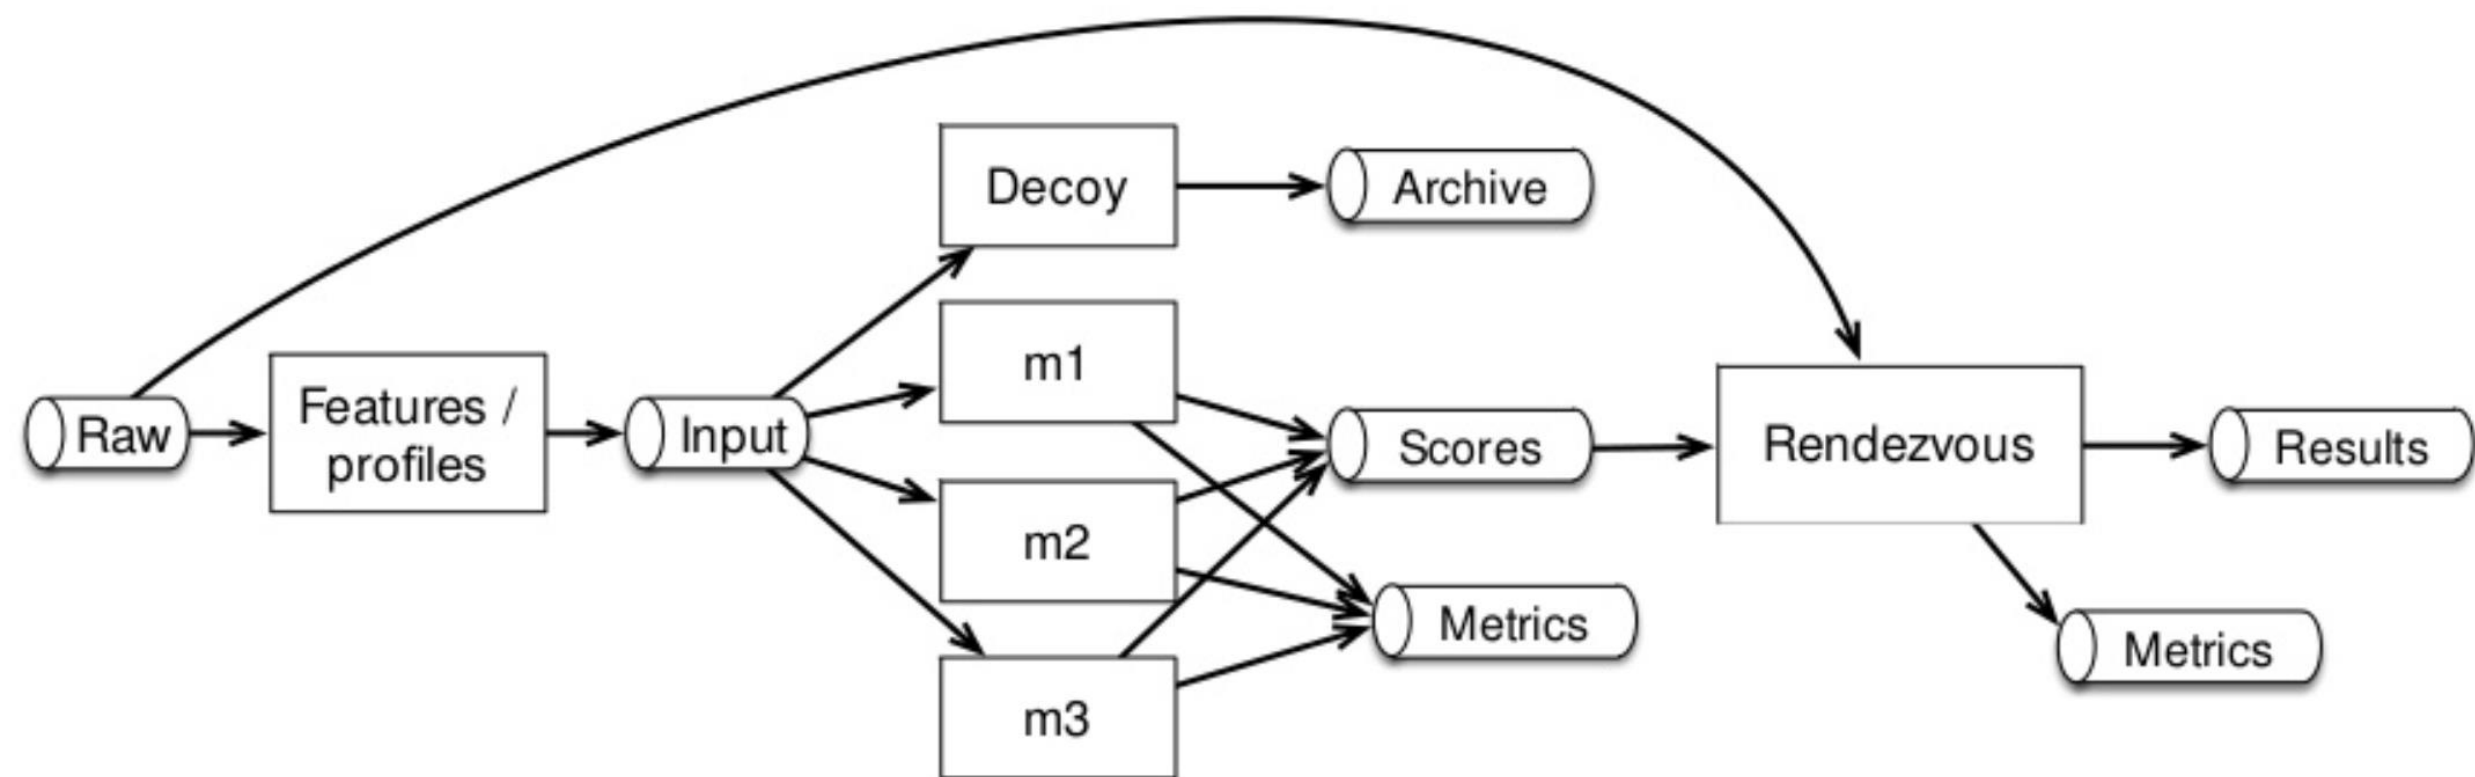 Decoy
Archive
m1
Raw
Features /
profiles
Input
Scores
Rendezvous
Results
m2
Metrics
Metrics
m3